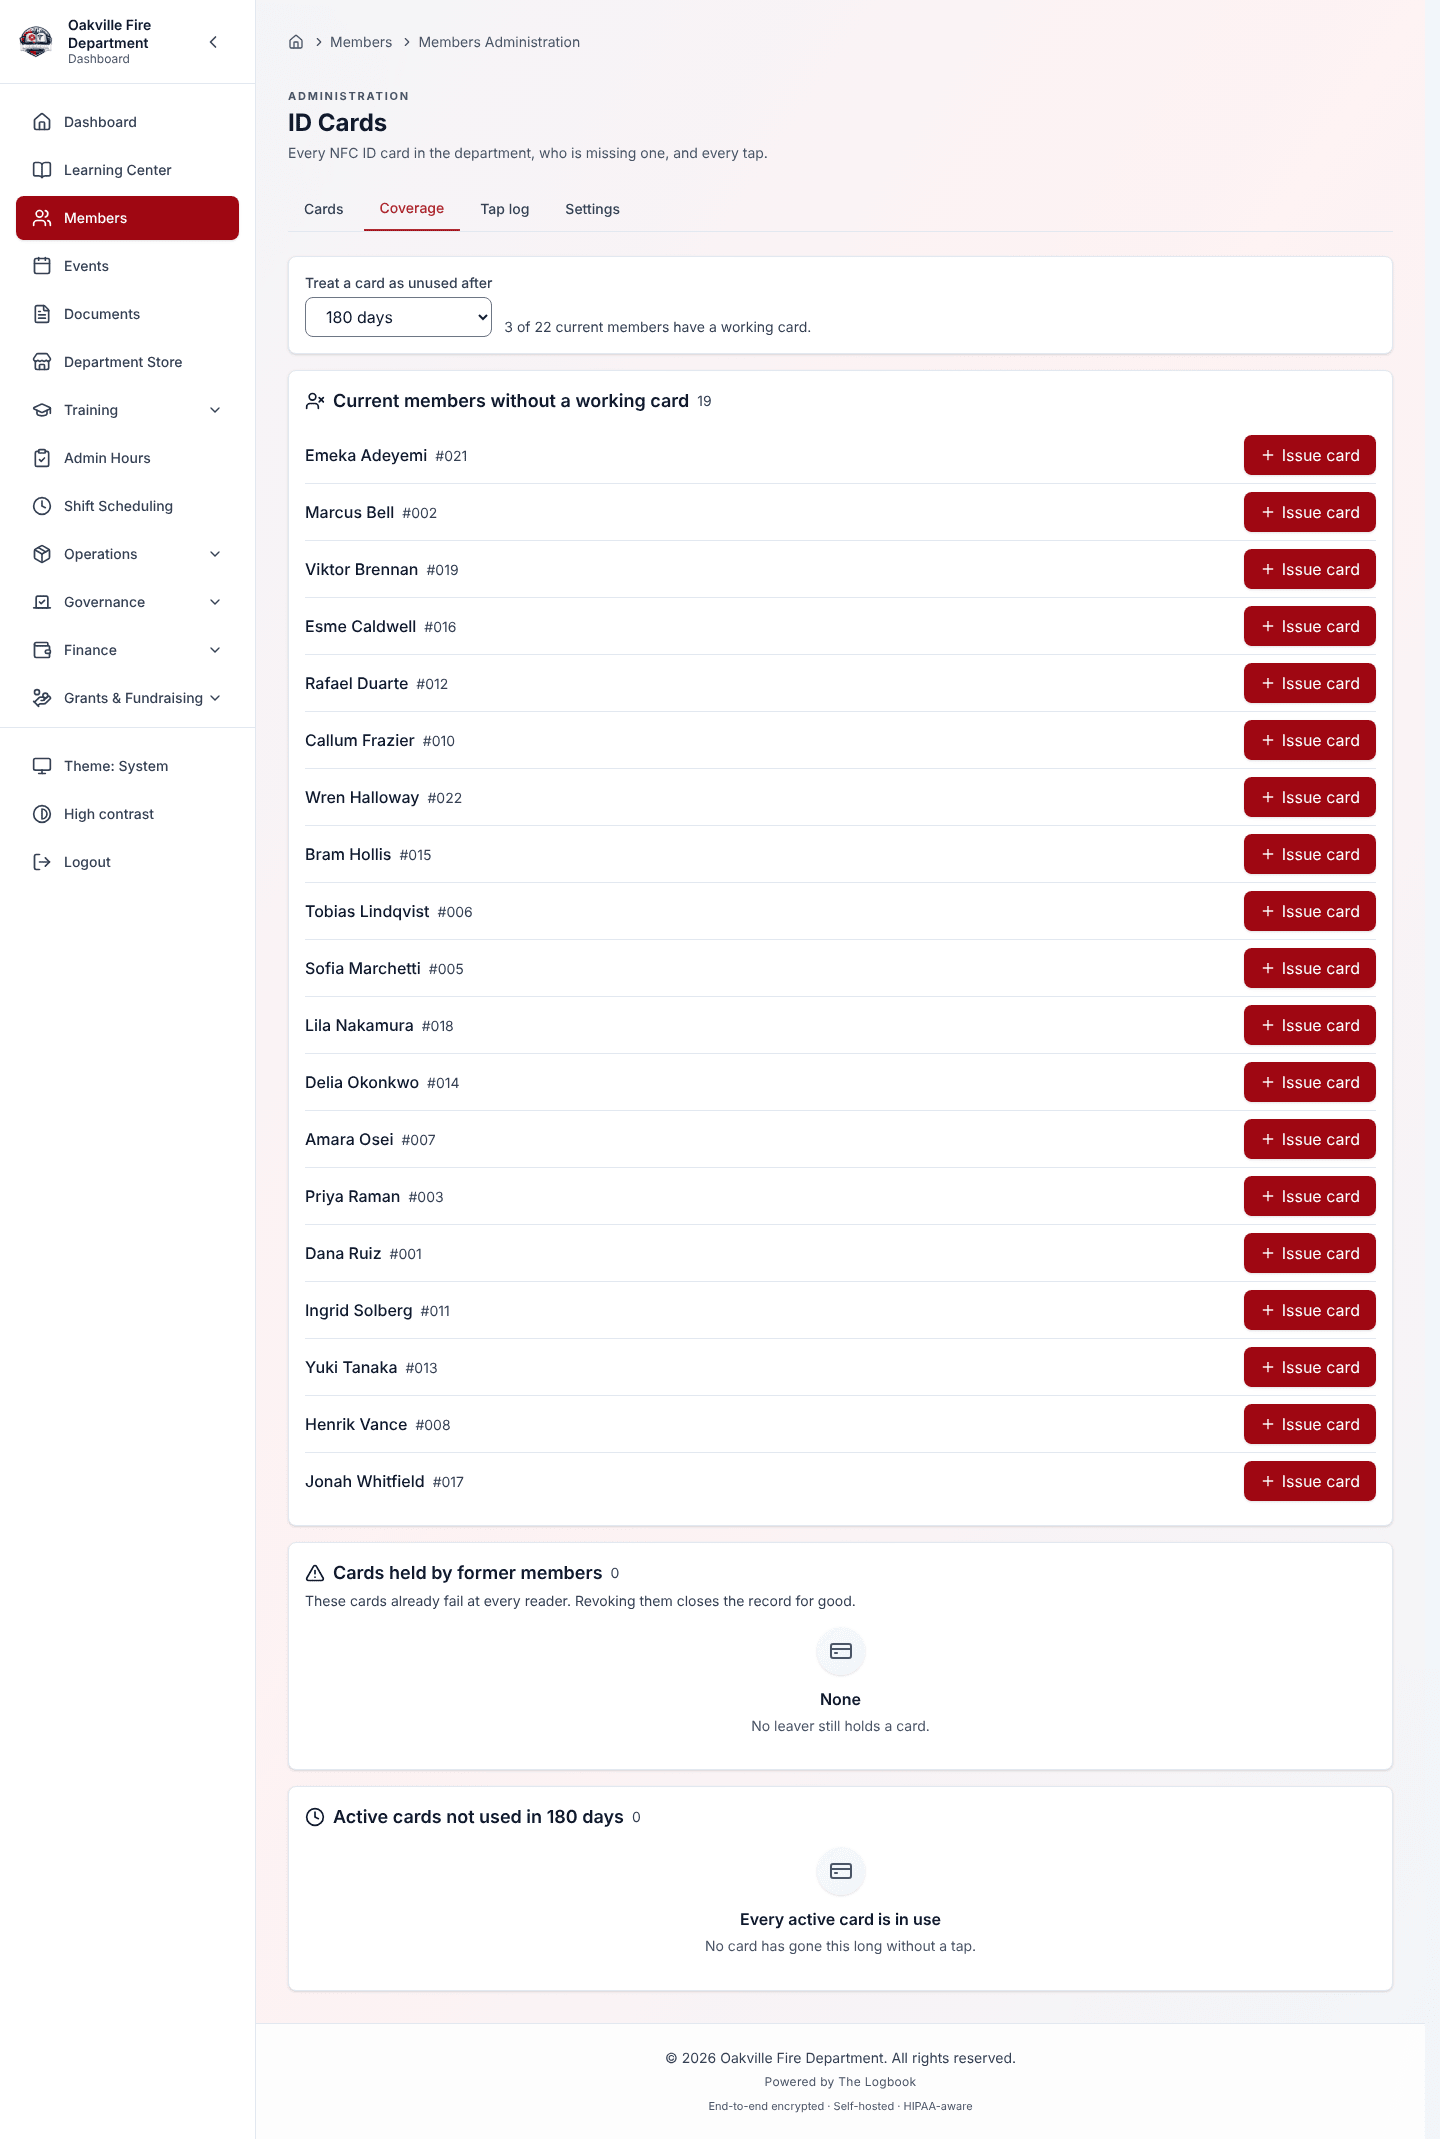 Oakville Fire
Department
Dashboard
Dashboard
Learning Center
Members
Events
Documents
Department Store
Training
Admin Hours
Shift Scheduling
Operations
Governance
Finance
Grants & Fundraising
Theme: System
High contrast
Logout
Members
Members Administration
ADMINISTRATION
ID Cards
Every NFC ID card in the department, who is missing one, and every tap.
Cards
Coverage
Tap log
Settings
Treat a card as unused after
180 days
3 of 22 current members have a working card.
Current members without a working card 19
Emeka Adeyemi #021
Issue card
Marcus Bell #002
Issue card
Viktor Brennan #019
Issue card
Esme Caldwell #016
Issue card
Rafael Duarte #012
Issue card
Callum Frazier #010
Issue card
Wren Halloway #022
Issue card
Bram Hollis #015
Issue card
Tobias Lindqvist #006
Issue card
Sofia Marchetti #005
Issue card
Lila Nakamura #018
Issue card
Delia Okonkwo #014
Issue card
Amara Osei #007
Issue card
Priya Raman #003
Issue card
Dana Ruiz #001
Issue card
Ingrid Solberg #011
Issue card
Yuki Tanaka #013
Issue card
Henrik Vance #008
Issue card
Jonah Whitfield #017
Issue card
Cards held by former members 0
These cards already fail at every reader. Revoking them closes the record for good.
None
No leaver still holds a card.
Active cards not used in 180 days 0
Every active card is in use
No card has gone this long without a tap.
© 2026 Oakville Fire Department. All rights reserved.
Powered by The Logbook
End-to-end encrypted · Self-hosted · HIPAA-aware